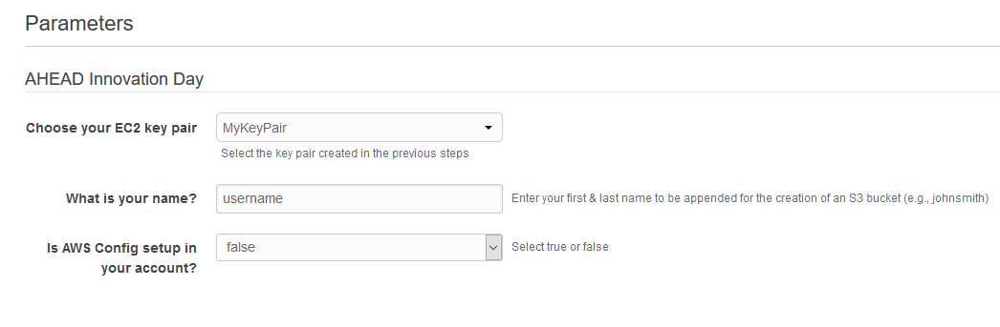 Parameters
AHEAD Innovation Day
Choose your EC2 key pair
MyKeyPair
Select the key pair created in the previous steps
What is your name?
username
Enter your first & last name to be appended for the creation of an S3 bucket (e.g., johnsmith)
Is AWS Config setup in
your account?
false
Select true or false